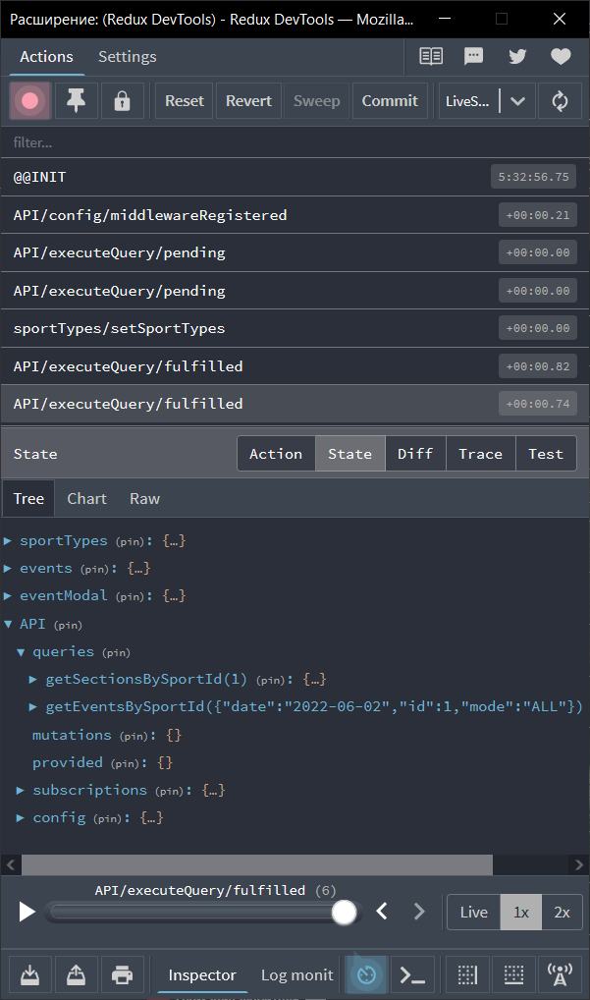 Расширение: (Redux DevTools) - Redux DevTools — Mozilla...
Actions Settings
Reset Revert Sweep Commit LiveS...
filter...
@@INIT 5:32:56.75
API/config/middlewareRegistered +00:00.21
API/executeQuery/pending +00:00.00
API/executeQuery/pending +00:00.00
sportTypes/setSportTypes +00:00.00
API/executeQuery/fulfilled +00:00.82
API/executeQuery/fulfilled +00:00.74
State Action State Diff Trace Test
Tree Chart Raw
sportTypes (pin): {…}
events (pin): {…}
eventModal (pin): {…}
API (pin)
queries (pin)
getSectionsBySportId(1) (pin): {…}
getEventsBySportId({"date":"2022-06-02","id":1,"mode":"ALL"})
mutations (pin): {}
provided (pin): {}
subscriptions (pin): {…}
config (pin): {…}
API/executeQuery/fulfilled (6)
Live 1x 2x
Inspector Log monit